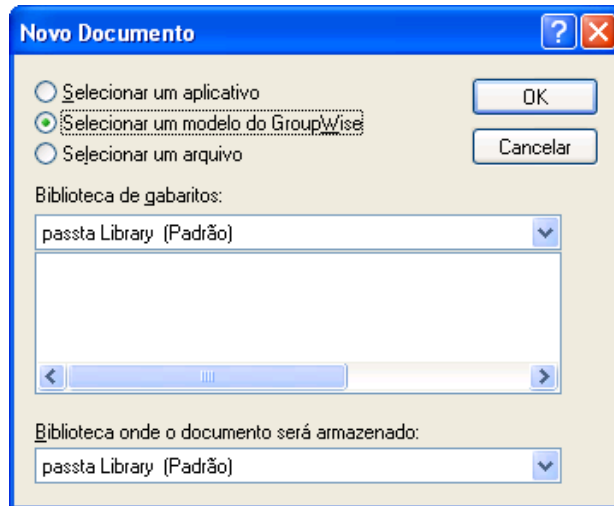 Novo Documento
Selecionar um aplicativo
OK
Selecionar um modelo do GroupWise
Cancelar
Selecionar um arquivo
Biblioteca de gabaritos:
passta Library (Padrão)
Biblioteca onde o documento será armazenado:
passta Library (Padrão)